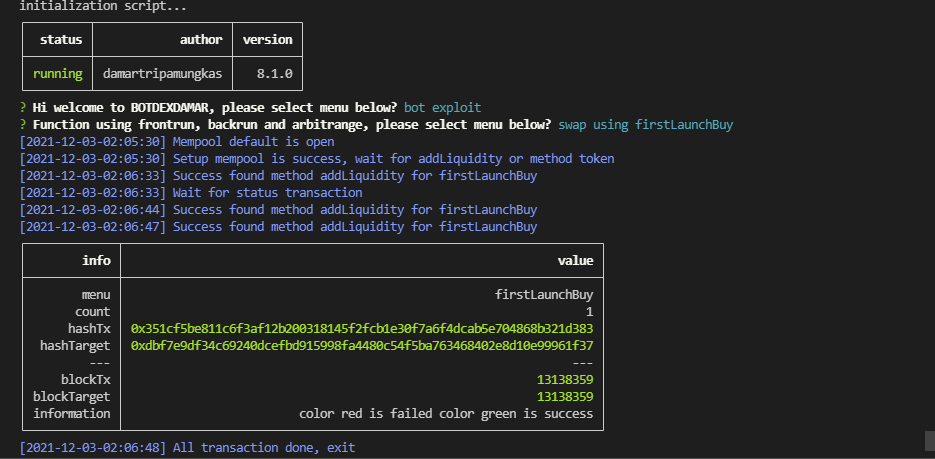 initialization script...
status author version
running damartripamungkas 8.1.0
? Hi welcome to BOTDEXDAMAR, please select menu below? bot exploit
? Function using frontrun, backrun and arbitrange, please select menu below? swap using firstLaunchBuy
[2021-12-03-02:05:30] Mempool default is open
[2021-12-03-02:05:30] Setup mempool is success, wait for addLiquidity or method token
[2021-12-03-02:06:33] Success found method addLiquidity for firstLaunchBuy
[2021-12-03-02:06:33] Wait for status transaction
[2021-12-03-02:06:44] Success found method addLiquidity for firstLaunchBuy
[2021-12-03-02:06:47] Success found method addLiquidity for firstLaunchBuy
info value
menu firstLaunchBuy
count 1
hashTx 0x351cf5be811c6f3af12b200318145f2fcb1e30f7a6f4dcab5e704868b321d383
hashTarget 0xdbf7e9df34c69240dcefbd915998fa4480c54f5ba763468402e8d10e99961f37
--- ---
blockTx 13138359
blockTarget 13138359
information color red is failed color green is success
[2021-12-03-02:06:48] All transaction done, exit